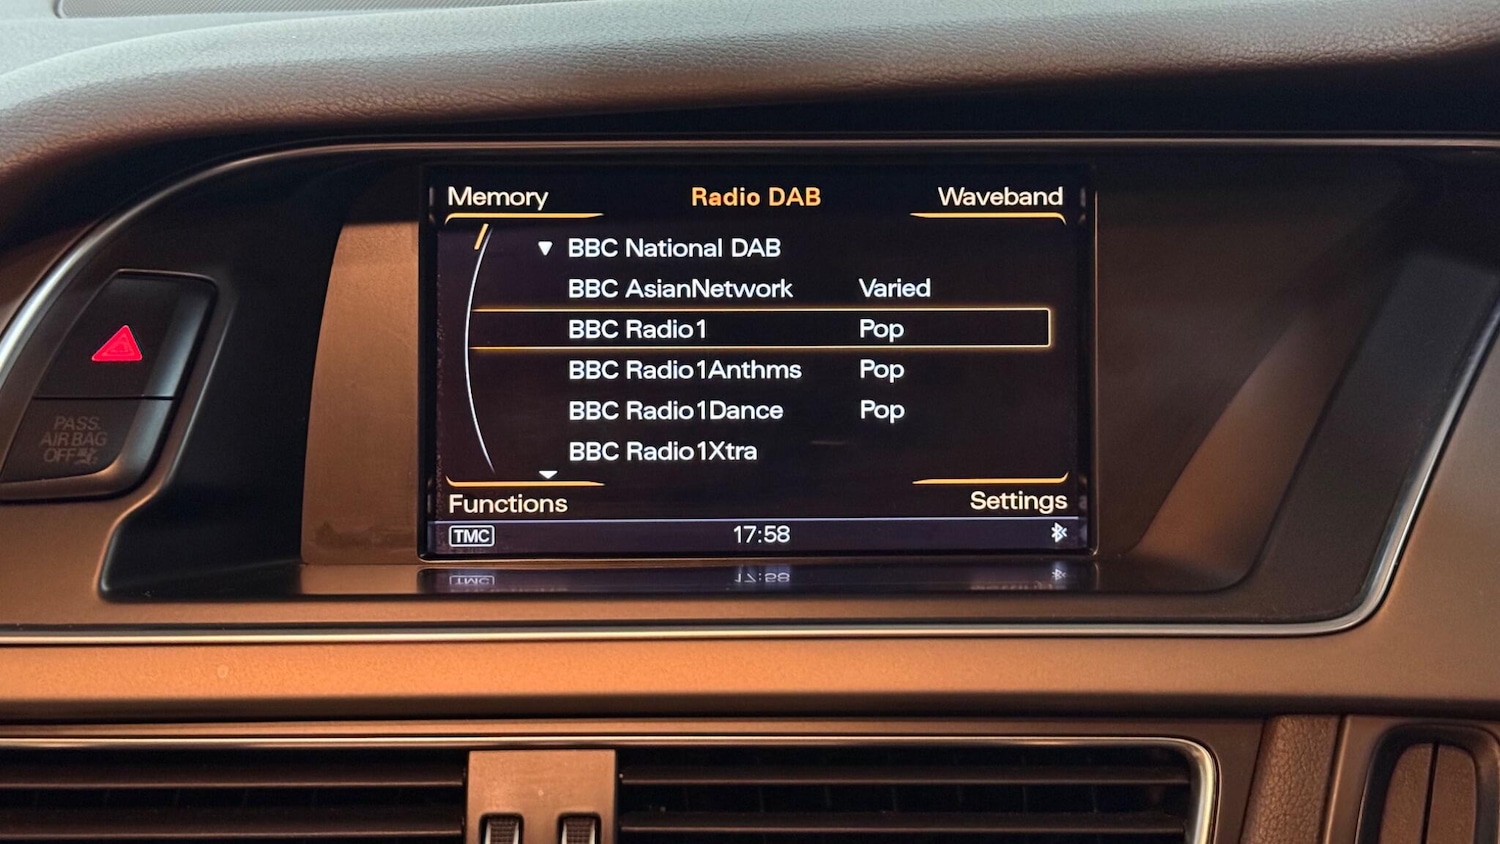 Memory Radio DAB Waveband
BBC National DAB
BBC AsianNetwork Varied
BBC Radio1 Pop
BBC Radio1Anthms Pop
BBC Radio1Dance Pop
BBC Radio1Xtra
Functions Settings
TMC 17:58
PASS.
AIR BAG
OFF